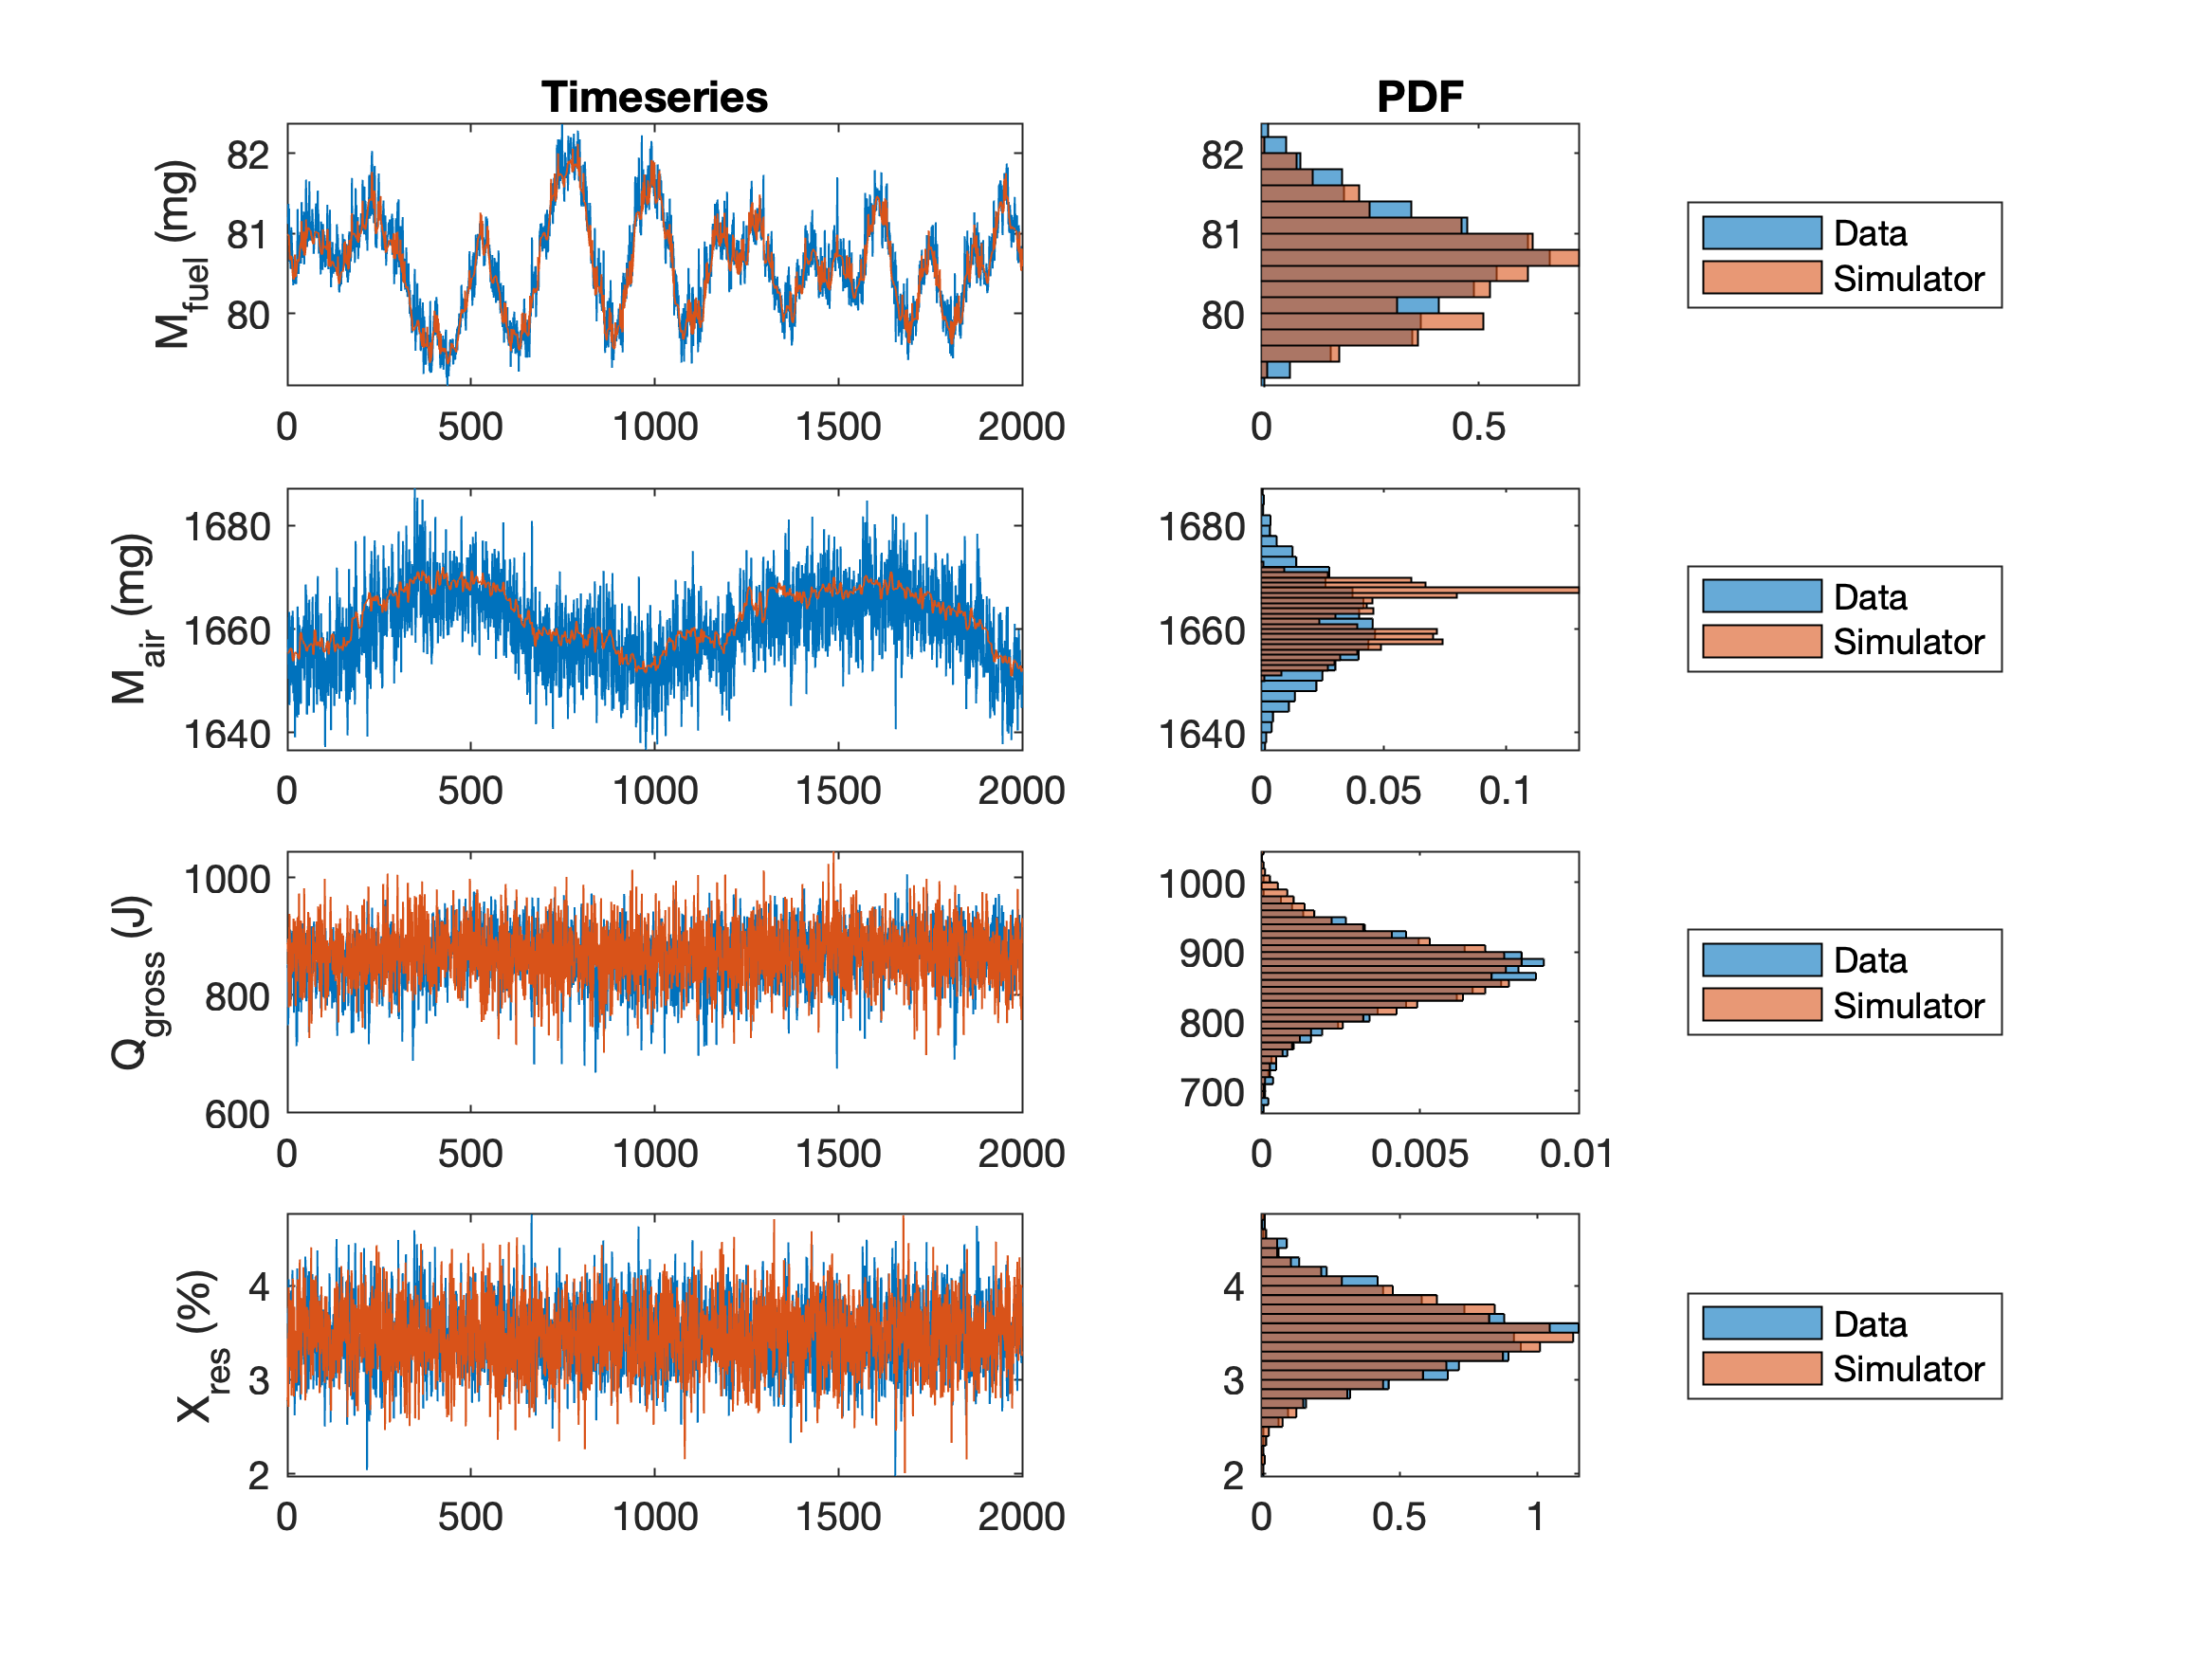 Timeseries PDF
M_fuel (mg)
82
81
80
0 500 1000 1500 2000
82
81
80
0 0.5
Data
Simulator
M_air (mg)
1680
1660
1640
0 500 1000 1500 2000
1680
1660
1640
0 0.05 0.1
Data
Simulator
Q_gross (J)
1000
800
600
0 500 1000 1500 2000
1000
900
800
700
0 0.005 0.01
Data
Simulator
X_res (%)
4
3
2
0 500 1000 1500 2000
4
3
2
0 0.5 1
Data
Simulator